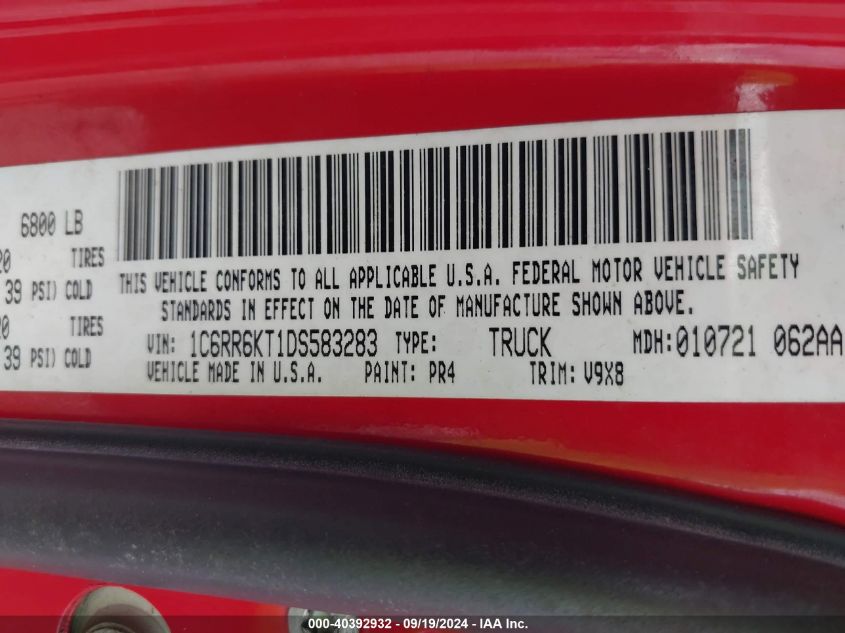 6800 LB
20 TIRES
39 PSI) COLD
20 TIRES
39 PSI) COLD
THIS VEHICLE CONFORMS TO ALL APPLICABLE U.S.A. FEDERAL MOTOR VEHICLE SAFETY
STANDARDS IN EFFECT ON THE DATE OF MANUFACTURE SHOWN ABOVE.
VIN: 1C6RR6KT1DS583283 TYPE: TRUCK MDH:010721 062AA
VEHICLE MADE IN U.S.A. PAINT: PR4 TRIM: V9X8
000-40392932 - 09/19/2024 - IAA Inc.